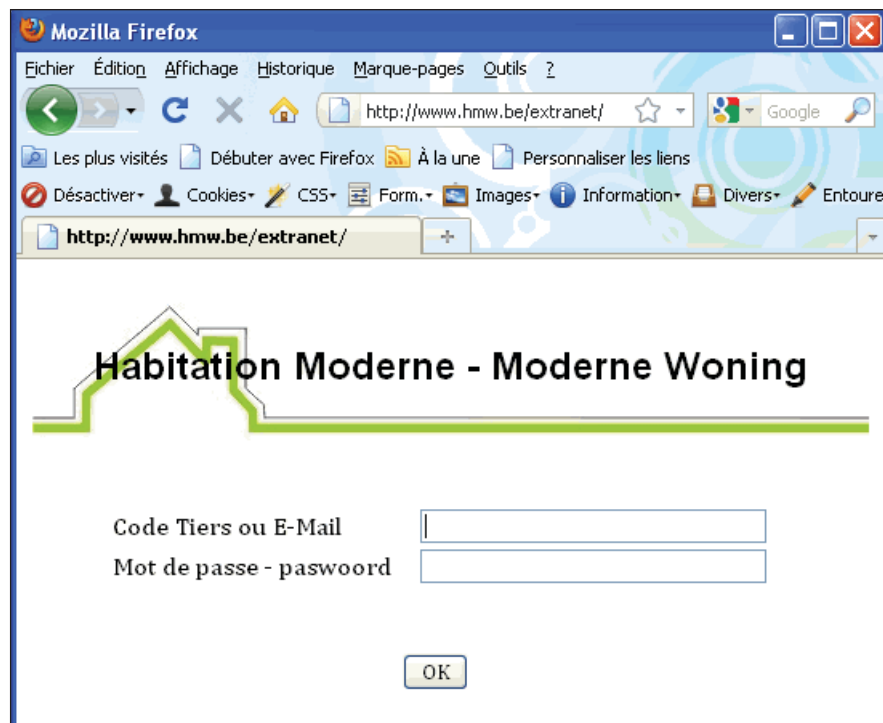 Mozilla Firefox
Fichier Édition Affichage Historique Marque-pages Outils ?
http://www.hmw.be/extranet/ Google
Les plus visités Débuter avec Firefox À la une Personnaliser les liens
Désactiver Cookies CSS Form. Images Information Divers Entoure
http://www.hmw.be/extranet/
Habitation Moderne - Moderne Woning
Code Tiers ou E-Mail
Mot de passe - paswoord
OK